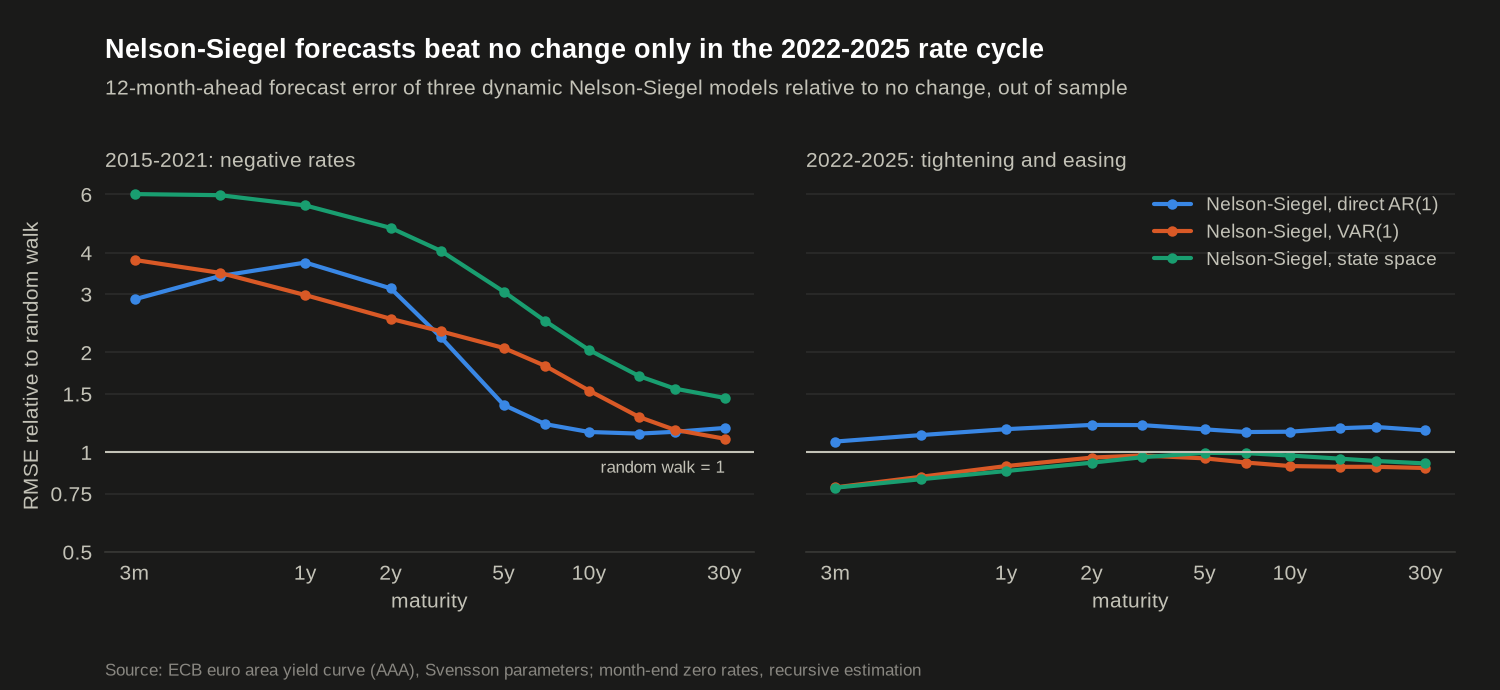 Nelson-Siegel forecasts beat no change only in the 2022-2025 rate cycle
12-month-ahead forecast error of three dynamic Nelson-Siegel models relative to no change, out of sample
2015-2021: negative rates
RMSE relative to random walk
6
4
3
2
1.5
1
0.75
0.5
random walk = 1
3m 1y 2y 5y 10y 30y
maturity
2022-2025: tightening and easing
Nelson-Siegel, direct AR(1)
Nelson-Siegel, VAR(1)
Nelson-Siegel, state space
3m 1y 2y 5y 10y 30y
maturity
Source: ECB euro area yield curve (AAA), Svensson parameters; month-end zero rates, recursive estimation